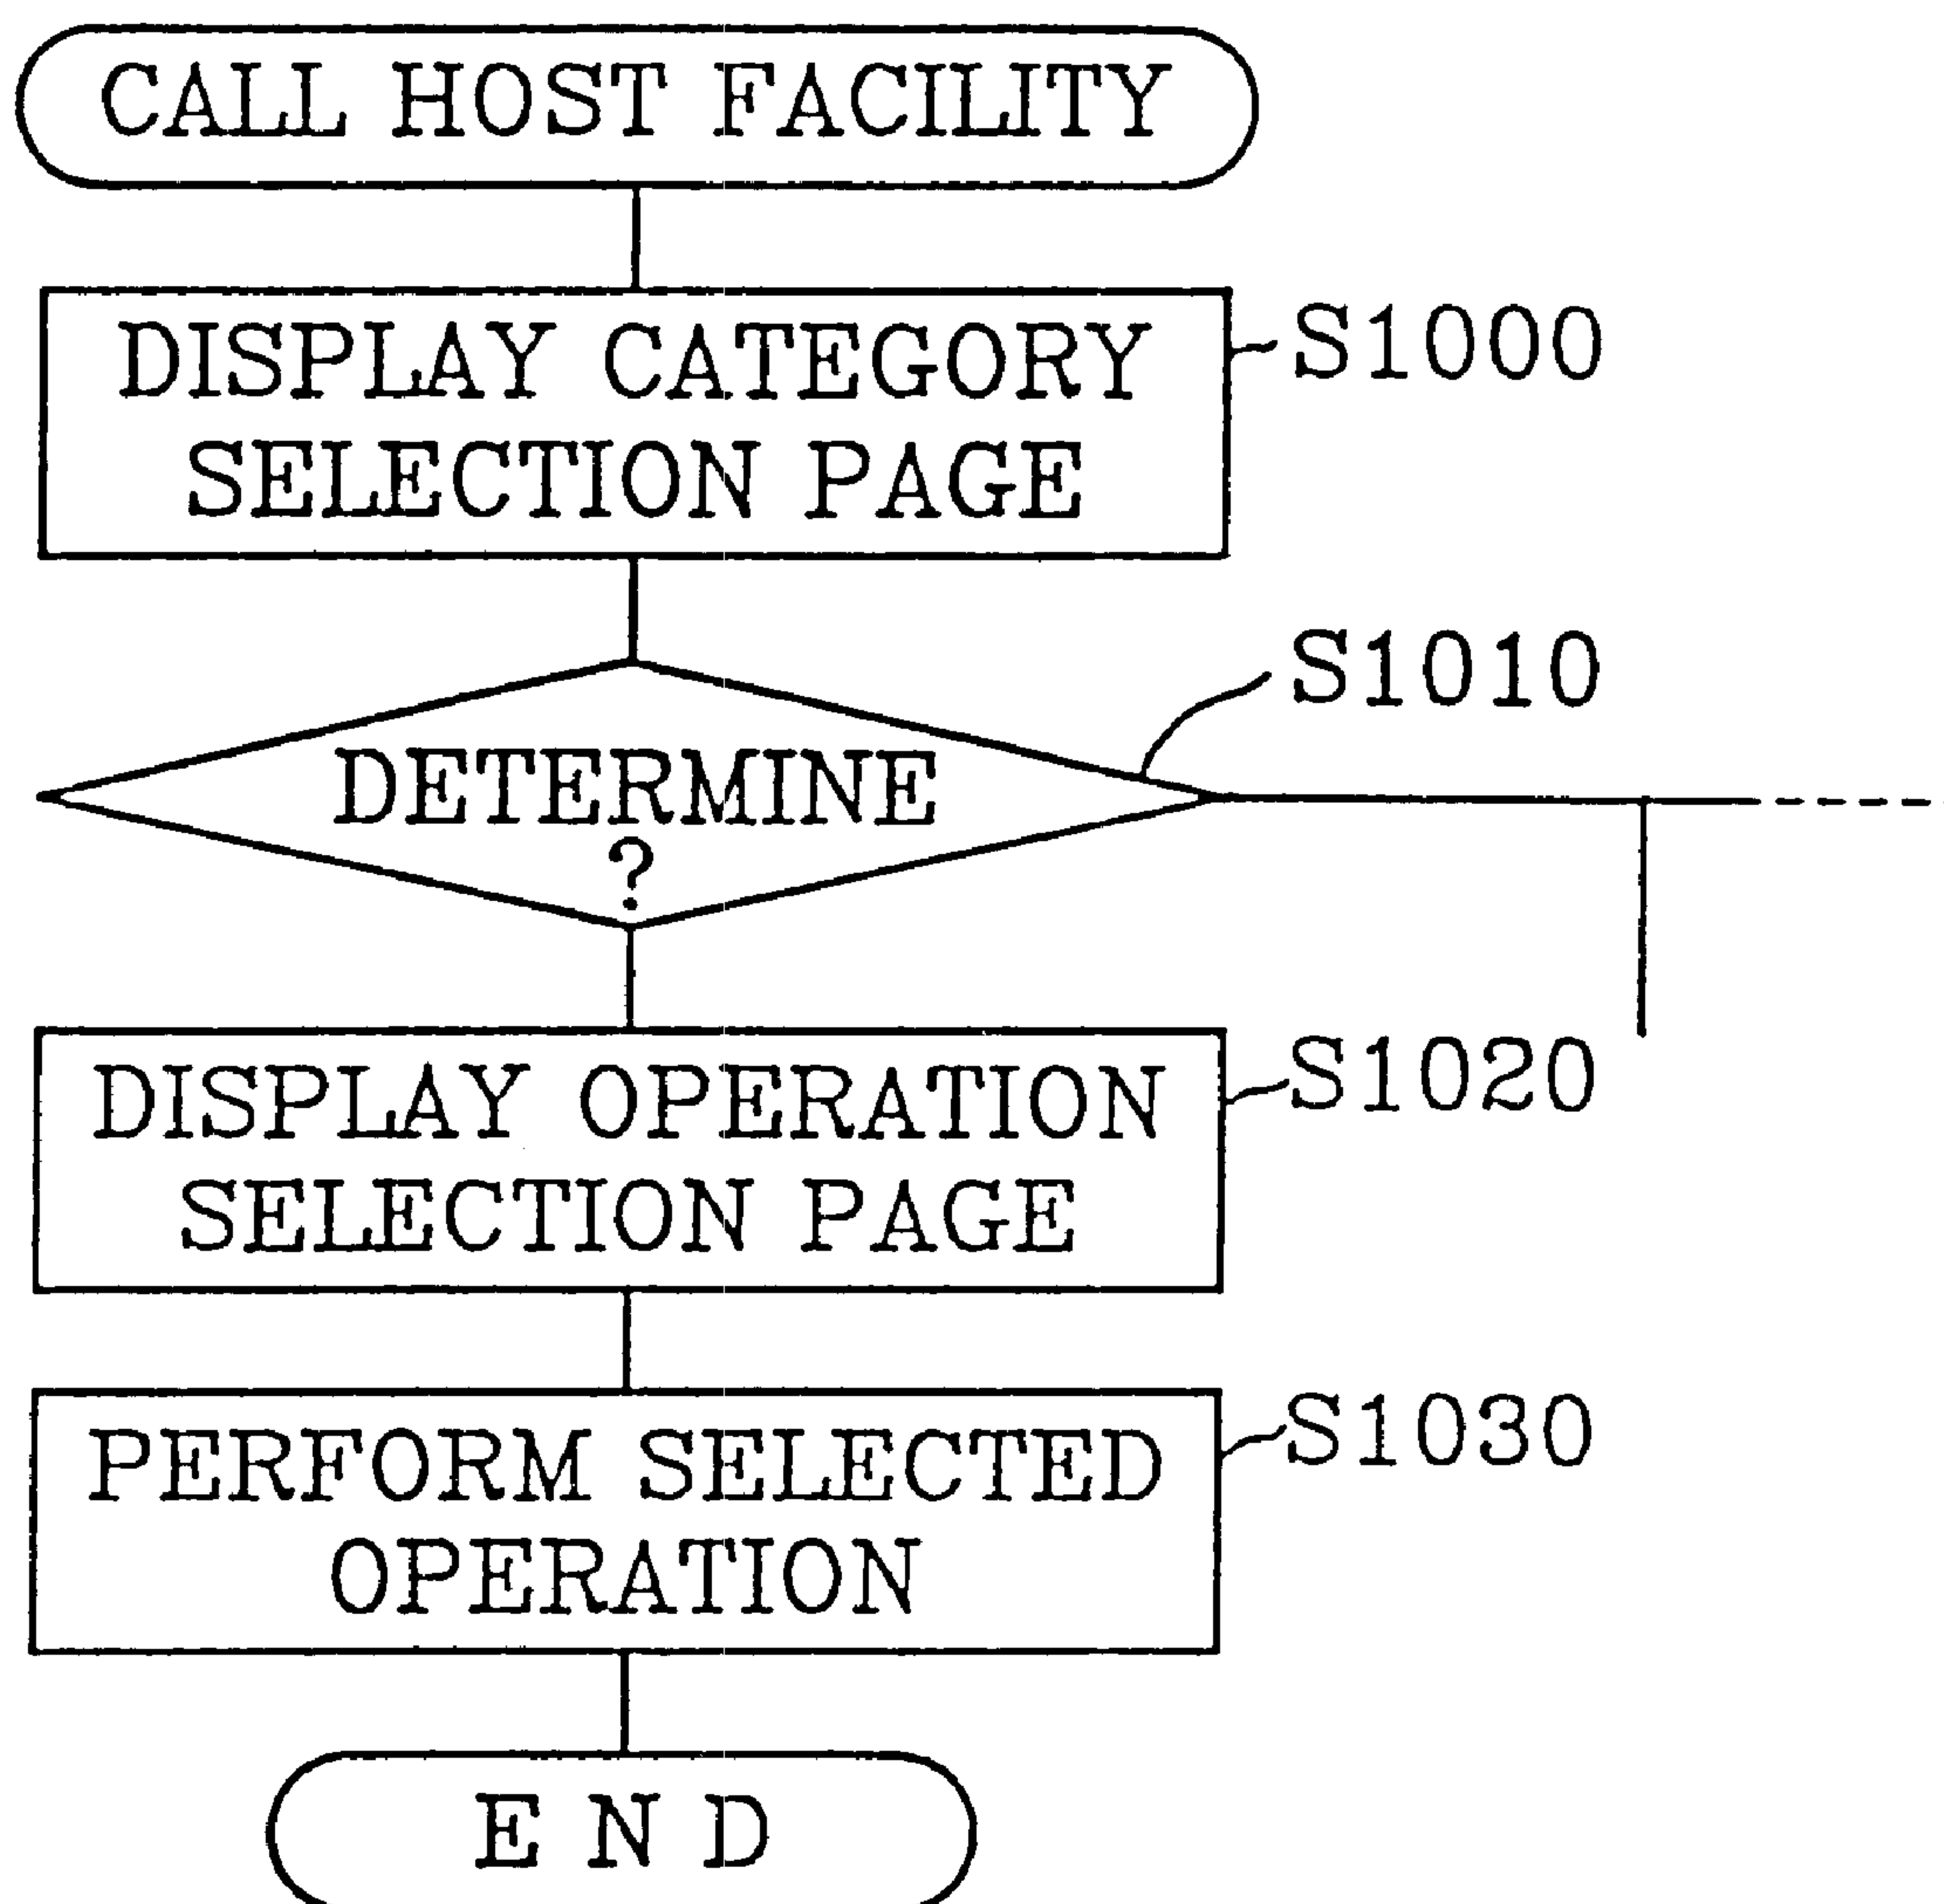 CALL HOST FACILITY
DISPLAY CATEGORY
SELECTION PAGE
S1000
S1010
DETERMINE
?
DISPLAY OPERATION
SELECTION PAGE
S1020
PERFORM SELECTED
OPERATION
S1030
END